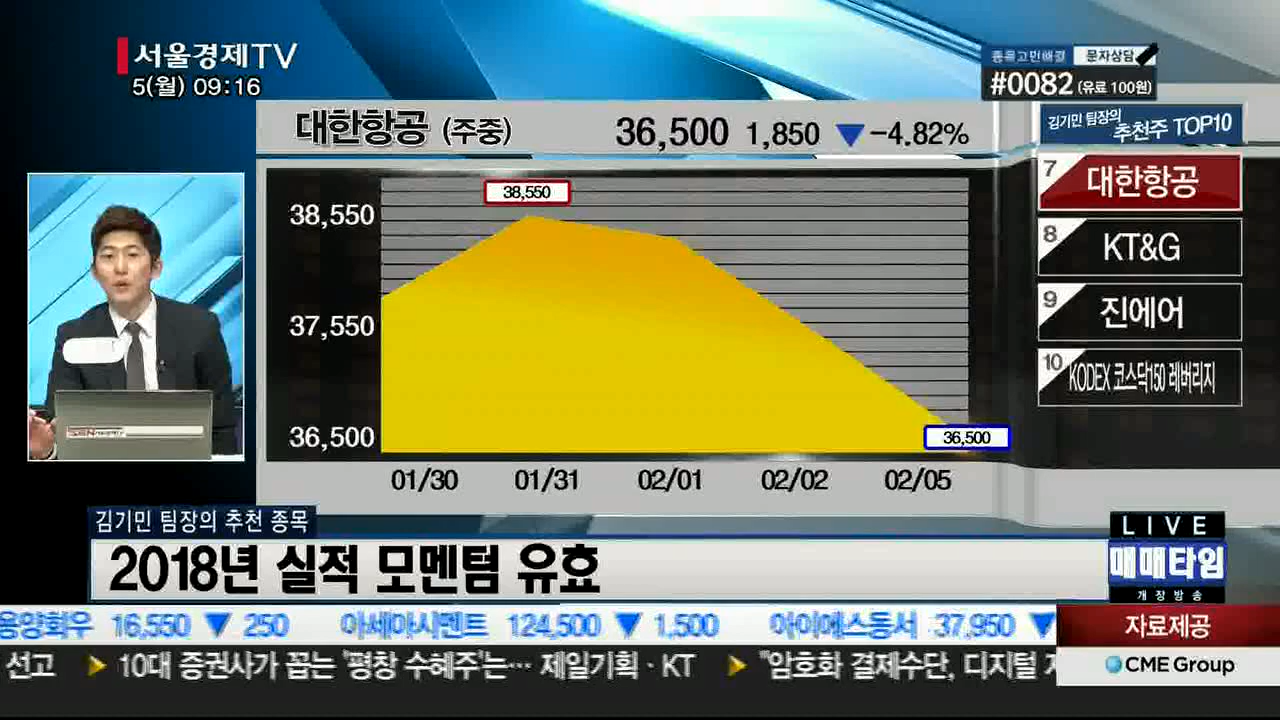 서울경제TV
5(월) 09:16
종목고민해결 문자상담
#0082 (유료 100원)
대한항공 (주중) 36,500 1,850 ▼ -4.82%
김기민 팀장의
추천주 TOP10
7 대한항공
8 KT&G
9 진에어
10 KODEX 코스닥150 레버리지
38,550
38,550
37,550
36,500
36,500
01/30 01/31 02/01 02/02 02/05
김기민 팀장의 추천 종목
2018년 실적 모멘텀 유효
LIVE
매매타임
개장방송
16,550 ▼ 250 아세아시멘트 124,500 ▼ 1,500 아이에스동서 37,950 ▼
자료제공
선고 ▶ 10대 증권사가 꼽는 '평창 수혜주'는… 제일기획·KT ▶ "암호화 결제수단, 디지털
CME Group